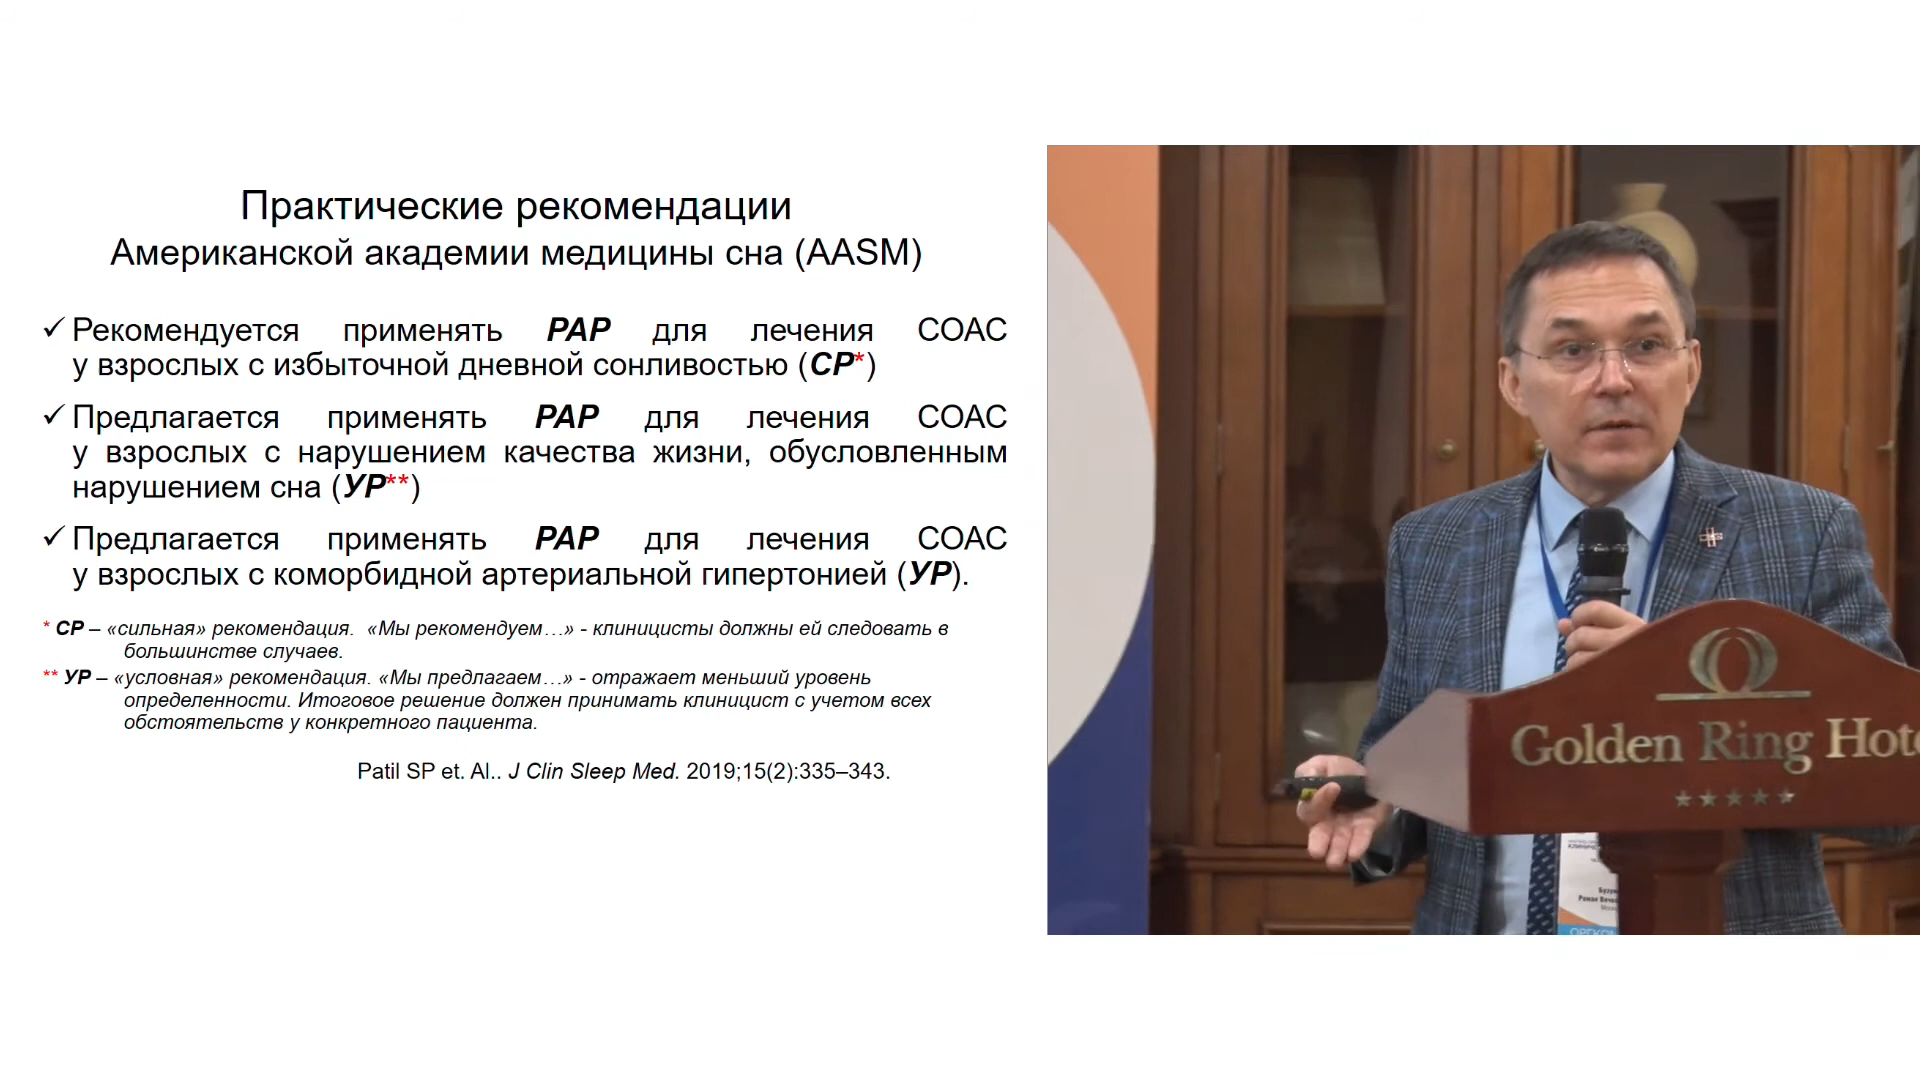 Практические рекомендации
Американской академии медицины сна (AASM)
✓ Рекомендуется применять PAP для лечения СОАС
у взрослых с избыточной дневной сонливостью (СР*)
✓ Предлагается применять PAP для лечения СОАС
у взрослых с нарушением качества жизни, обусловленным
нарушением сна (УР**)
✓ Предлагается применять PAP для лечения СОАС
у взрослых с коморбидной артериальной гипертонией (УР).
* СР – «сильная» рекомендация. «Мы рекомендуем…» - клиницисты должны ей следовать в
большинстве случаев.
** УР – «условная» рекомендация. «Мы предлагаем…» - отражает меньший уровень
определенности. Итоговое решение должен принимать клиницист с учетом всех
обстоятельств у конкретного пациента.
Patil SP et. Al.. J Clin Sleep Med. 2019;15(2):335–343.
Golden Ring Hote
Роман